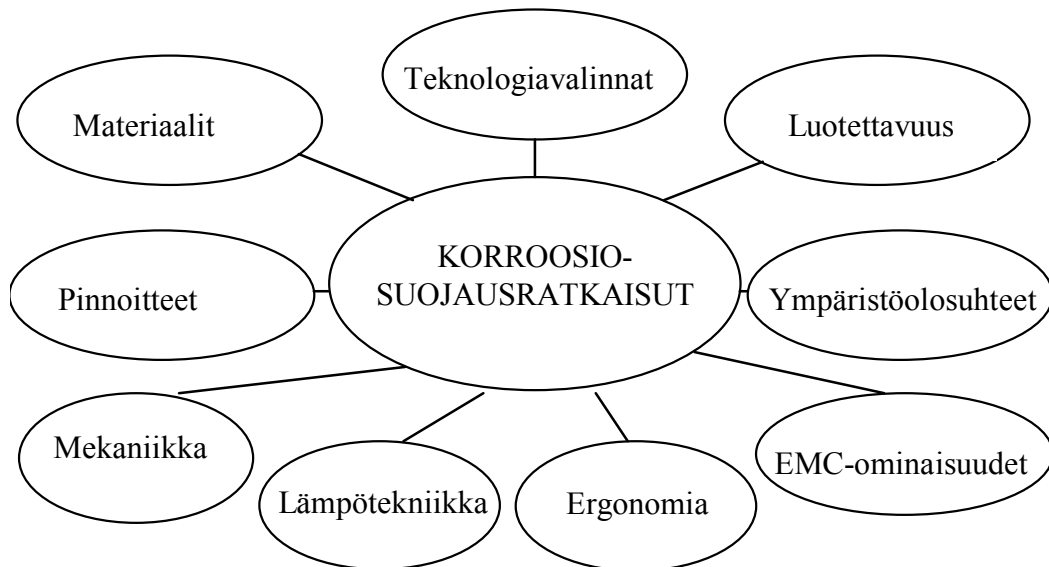 Teknologiavalinnat
Materiaalit
Luotettavuus
KORROOSIO-
SUOJAUSRATKAISUT
Pinnoitteet
Ympäristöolosuhteet
Mekaniikka
EMC-ominaisuudet
Lämpötekniikka
Ergonomia